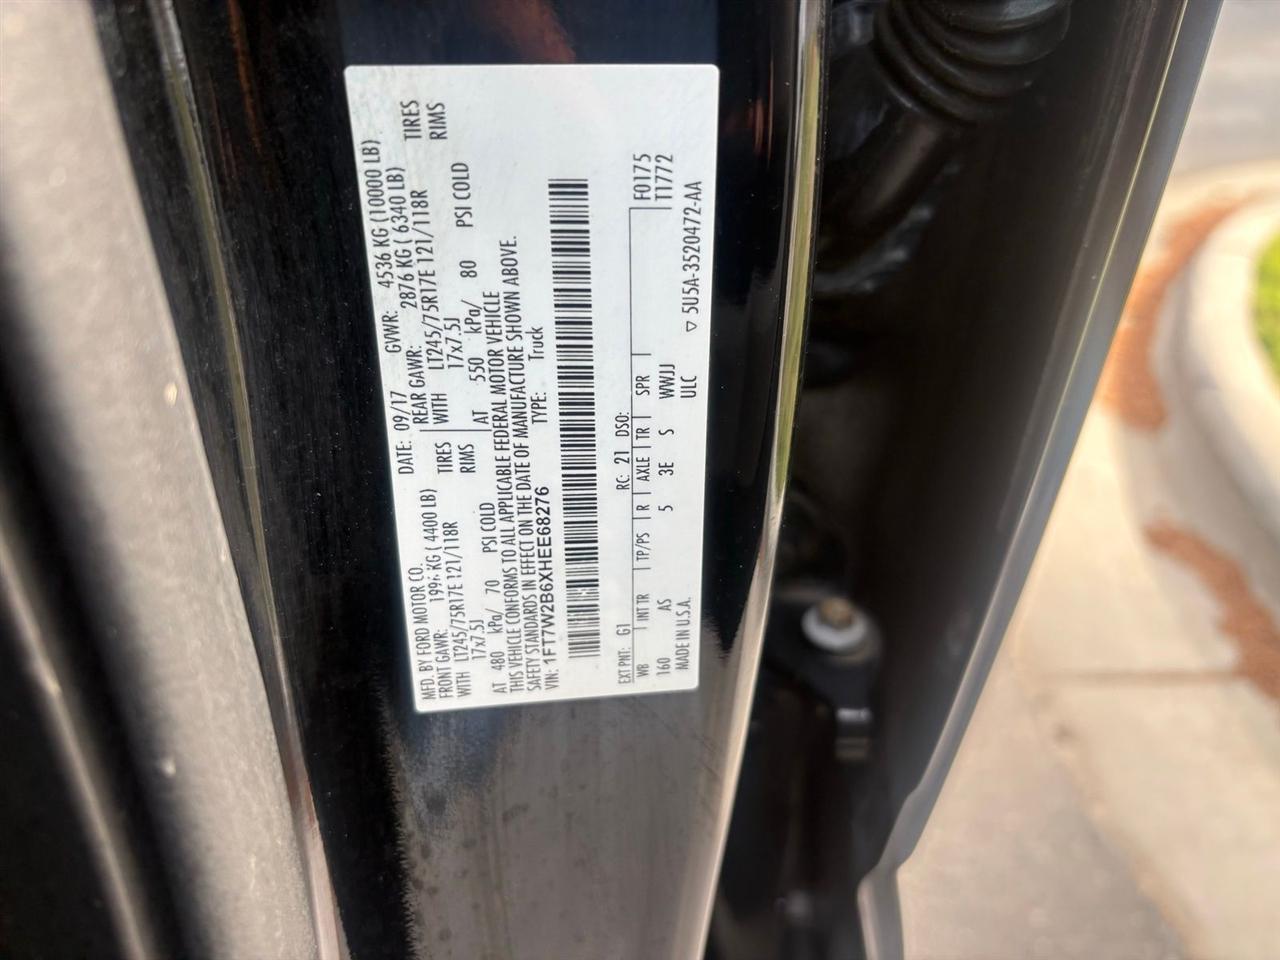 MFD. BY FORD MOTOR CO. DATE: 09/17 GVWR: 4536 KG (10000 LB)
FRONT GAWR: 1996 KG ( 4400 LB) REAR GAWR: 2876 KG ( 6340 LB)
WITH LT245/75R17E 121/118R TIRES WITH LT245/75R17E 121/118R TIRES
17x7.5J RIMS 17x7.5J RIMS
AT 480 kPa/ 70 PSI COLD AT 550 kPa/ 80 PSI COLD
THIS VEHICLE CONFORMS TO ALL APPLICABLE FEDERAL MOTOR VEHICLE
SAFETY STANDARDS IN EFFECT ON THE DATE OF MANUFACTURE SHOWN ABOVE.
VIN: 1FT7W2B6XHEE68276 TYPE: Truck
EXT PNT: G1 RC: 21 DSO: F0175
WB INT TR TP/PS R AXLE TR SPR T1772
160 AS 5 3E S WWJJ
MADE IN U.S.A. ULC ▽ 5U5A-3520472-AA